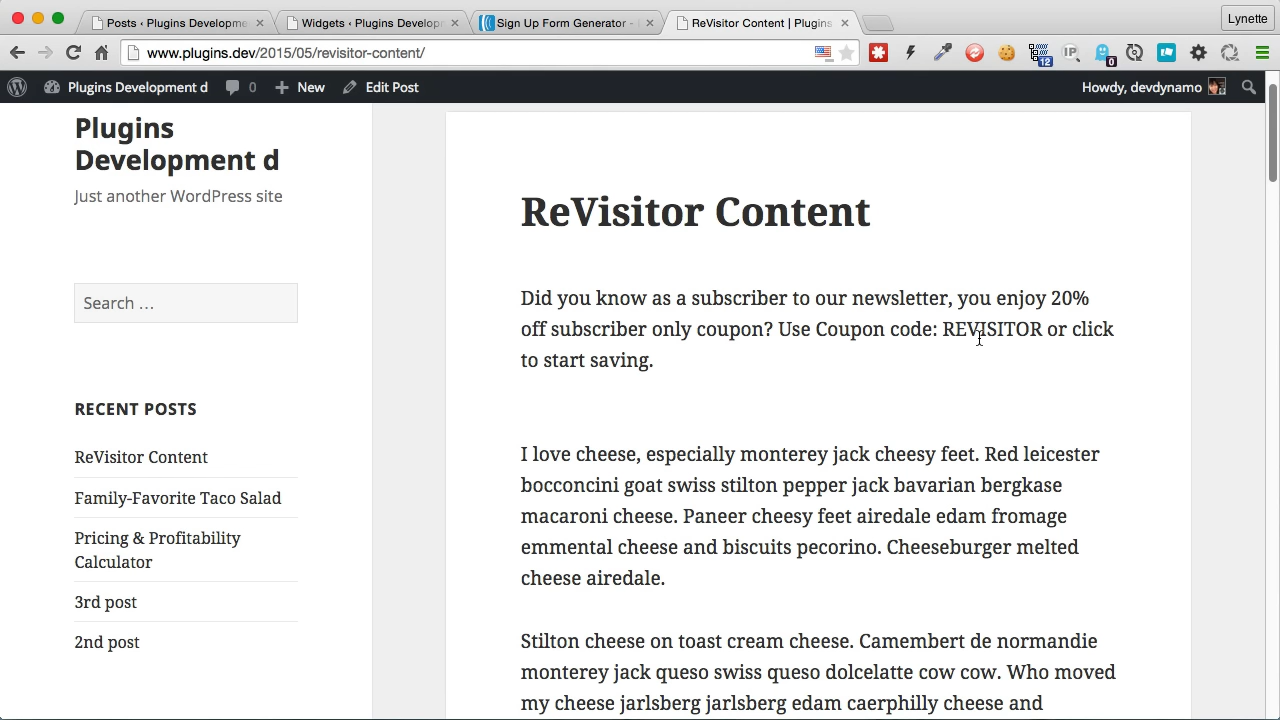 Posts ‹ Plugins Developme
Widgets ‹ Plugins Develop
Sign Up Form Generator -
ReVisitor Content | Plugins
Lynette
www.plugins.dev/2015/05/revisitor-content/
12
IP
0
Plugins Development d
0
New
Edit Post
Howdy, devdynamo
Plugins
Development d
Just another WordPress site
Search …
RECENT POSTS
ReVisitor Content
Family-Favorite Taco Salad
Pricing & Profitability
Calculator
3rd post
2nd post
ReVisitor Content
Did you know as a subscriber to our newsletter, you enjoy 20%
off subscriber only coupon? Use Coupon code: REVISITOR or click
to start saving.
I love cheese, especially monterey jack cheesy feet. Red leicester
bocconcini goat swiss stilton pepper jack bavarian bergkase
macaroni cheese. Paneer cheesy feet airedale edam fromage
emmental cheese and biscuits pecorino. Cheeseburger melted
cheese airedale.
Stilton cheese on toast cream cheese. Camembert de normandie
monterey jack queso swiss queso dolcelatte cow cow. Who moved
my cheese jarlsberg jarlsberg edam caerphilly cheese and